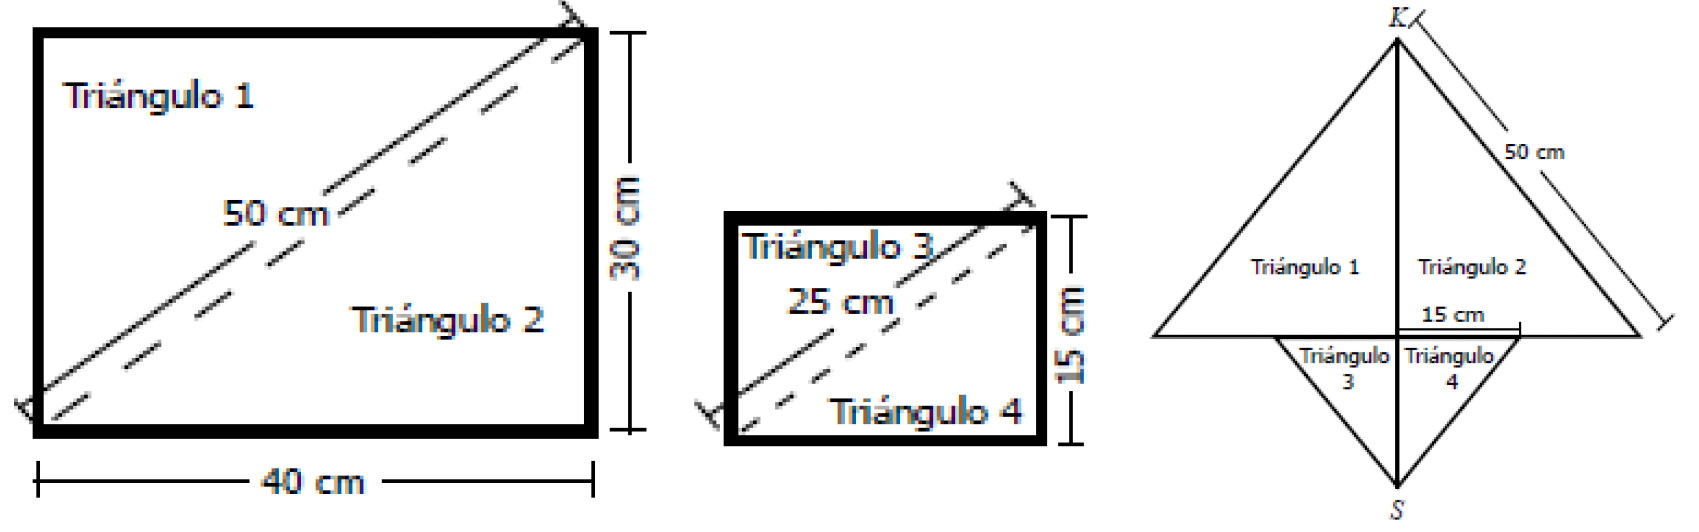 Triángulo 1
50 cm
Triángulo 2
30 cm
40 cm
Triángulo 3
25 cm
Triángulo 4
15 cm
K
50 cm
Triángulo 1
Triángulo 2
15 cm
Triángulo
3
Triángulo
4
S